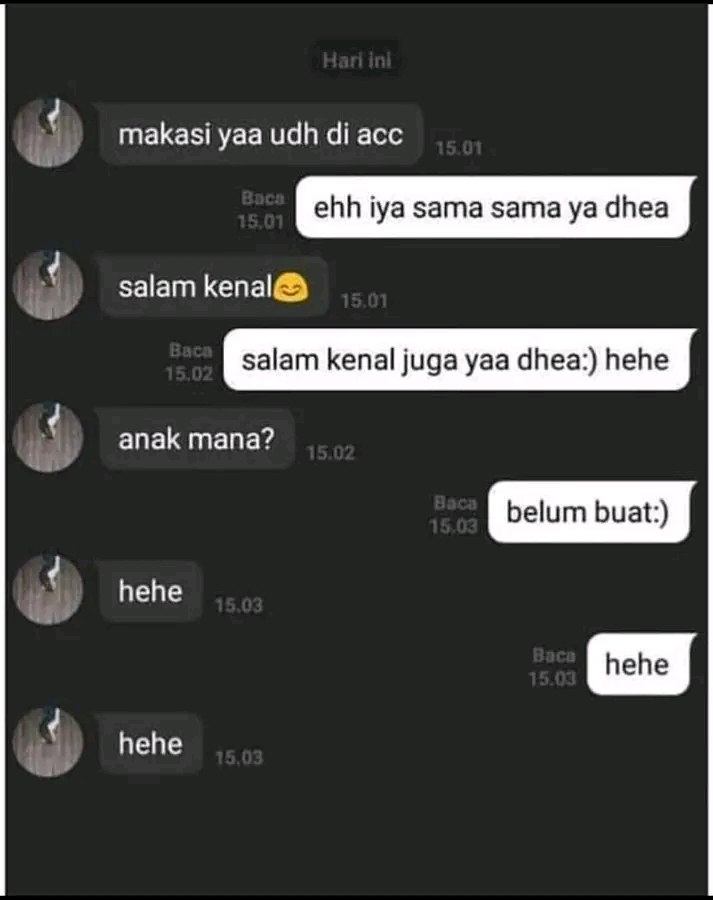 Hari ini
makasi yaa udh di acc
15.01
Baca
15.01
ehh iya sama sama ya dhea
salam kenal😊
15.01
Baca
15.02
salam kenal juga yaa dhea:) hehe
anak mana?
15.02
Baca
15.03
belum buat:)
hehe
15.03
Baca
15.03
hehe
hehe
15.03